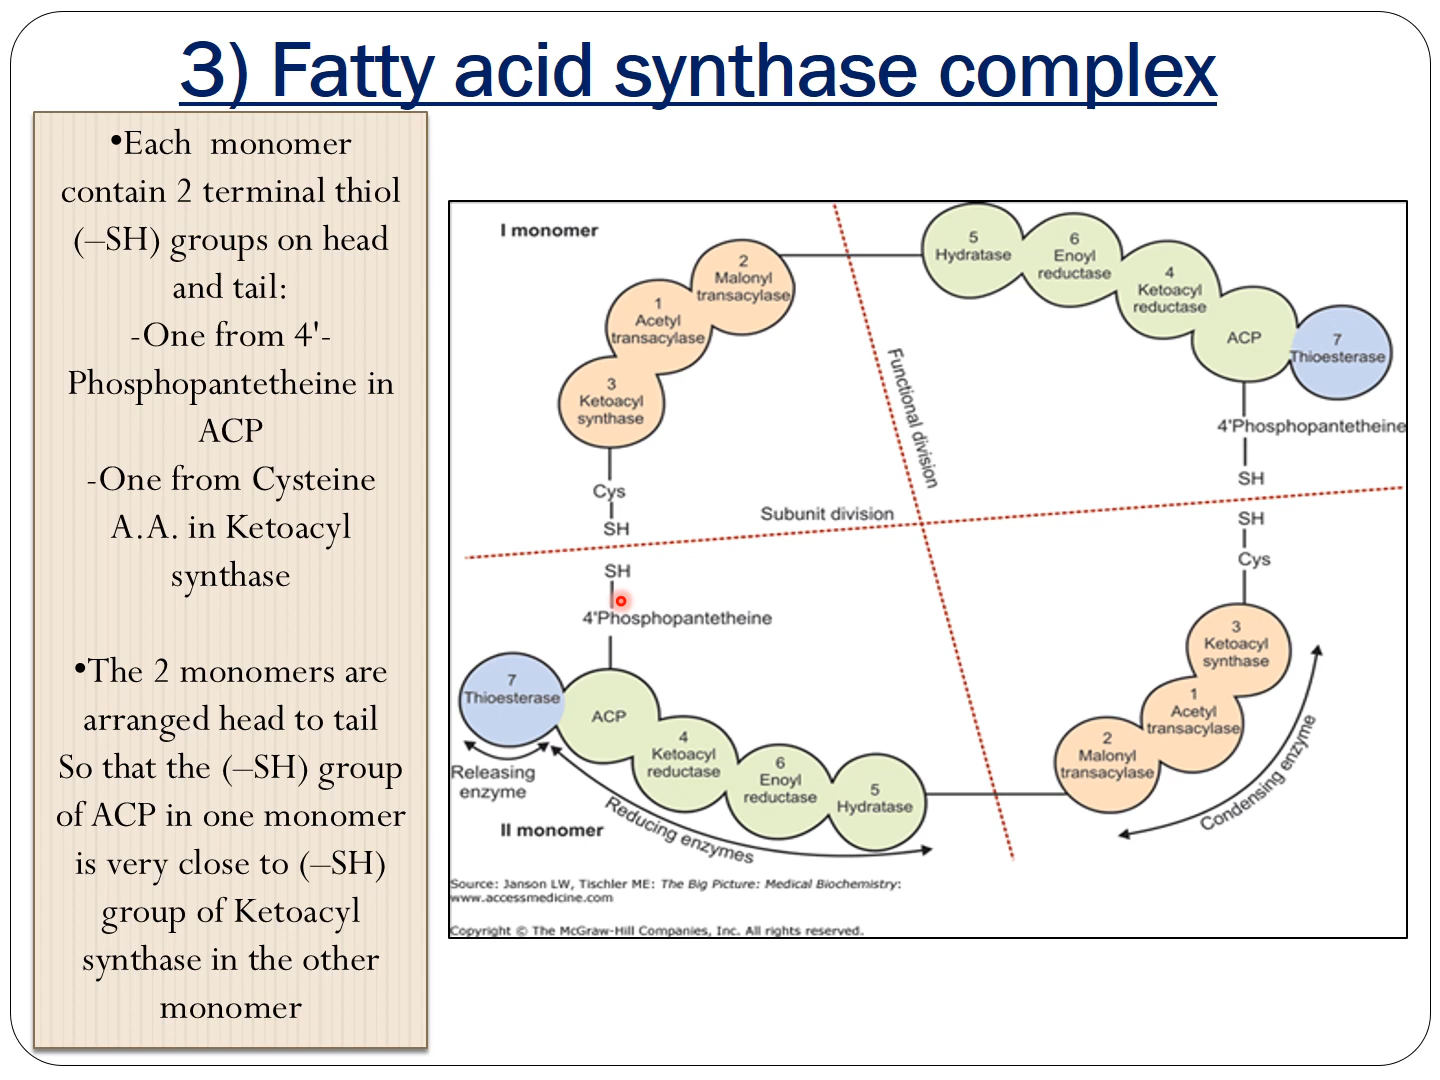 3) Fatty acid synthase complex
•Each monomer
contain 2 terminal thiol
(–SH) groups on head
and tail:
-One from 4'-
Phosphopantetheine in
ACP
-One from Cysteine
A.A. in Ketoacyl
synthase
•The 2 monomers are
arranged head to tail
So that the (–SH) group
of ACP in one monomer
is very close to (–SH)
group of Ketoacyl
synthase in the other
monomer
I monomer
2
Malonyl
transacylase
1
Acetyl
transacylase
3
Ketoacyl
synthase
Cys
SH
5
Hydratase
6
Enoyl
reductase
4
Ketoacyl
reductase
ACP
7
Thioesterase
4'Phosphopantetheine
SH
Functional division
Subunit division
SH
4'Phosphopantetheine
7
Thioesterase
ACP
4
Ketoacyl
reductase
6
Enoyl
reductase
5
Hydratase
Releasing
enzyme
Reducing enzymes
II monomer
SH
Cys
3
Ketoacyl
synthase
1
Acetyl
transacylase
2
Malonyl
transacylase
Condensing enzyme
Source: Janson LW, Tischler ME: The Big Picture: Medical Biochemistry:
www.accessmedicine.com
Copyright © The McGraw-Hill Companies, Inc. All rights reserved.